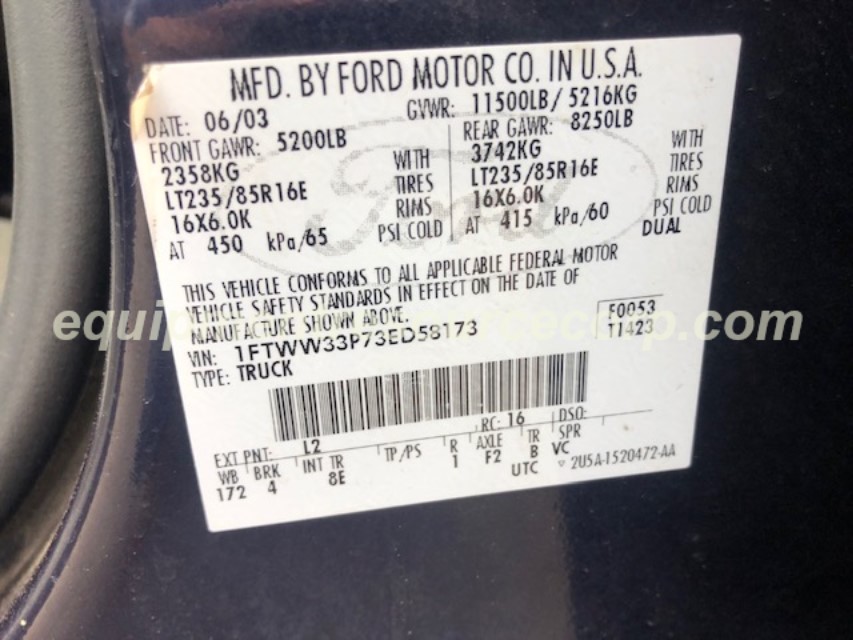 MFD. BY FORD MOTOR CO. IN U.S.A.
DATE: 06/03 GVWR: 11500LB/ 5216KG
FRONT GAWR: 5200LB REAR GAWR: 8250LB
2358KG WITH 3742KG WITH
LT235/85R16E TIRES LT235/85R16E TIRES
16X6.0K RIMS 16X6.0K RIMS
AT 450 kPa/65 PSI COLD AT 415 kPa/60 PSI COLD
DUAL
Ford
THIS VEHICLE CONFORMS TO ALL APPLICABLE FEDERAL MOTOR
VEHICLE SAFETY STANDARDS IN EFFECT ON THE DATE OF
MANUFACTURE SHOWN ABOVE.
F0053
T1423
VIN: 1FTWW33P73ED58173
TYPE: TRUCK
EXT PNT: L2 RC: 16 DSO:
WB BRK INT TR TP/PS R AXLE TR SPR
172 4 8E 1 F2 B VC
UTC ▽ 2U5A-1520472-AA